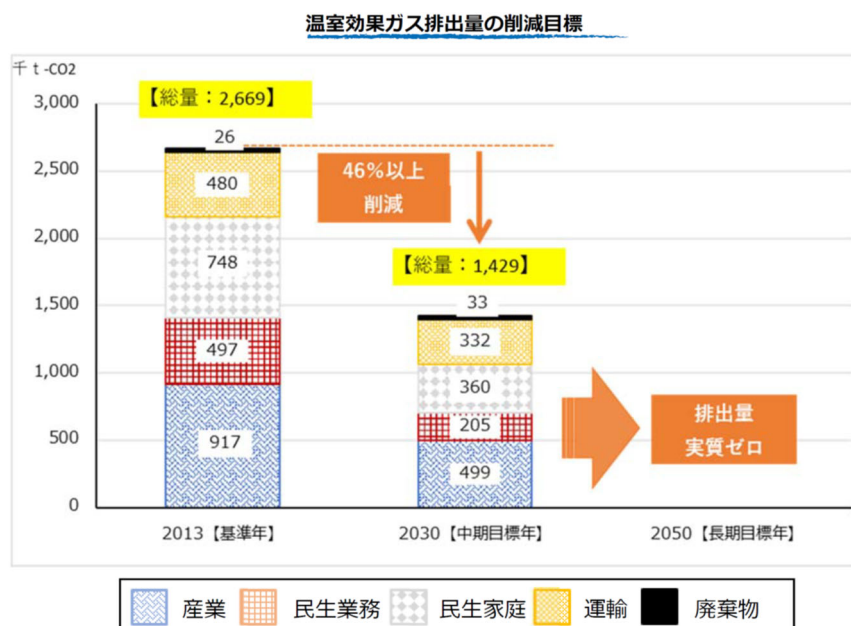 温室効果ガス排出量の削減目標
千ｔ-CO2
3,000
2,500
2,000
1,500
1,000
500
0
【総量：2,669】
26
480
748
497
917
46%以上
削減
【総量：1,429】
33
332
360
205
499
排出量
実質ゼロ
2013【基準年】
2030【中期目標年】
2050【長期目標年】
産業
民生業務
民生家庭
運輸
廃棄物